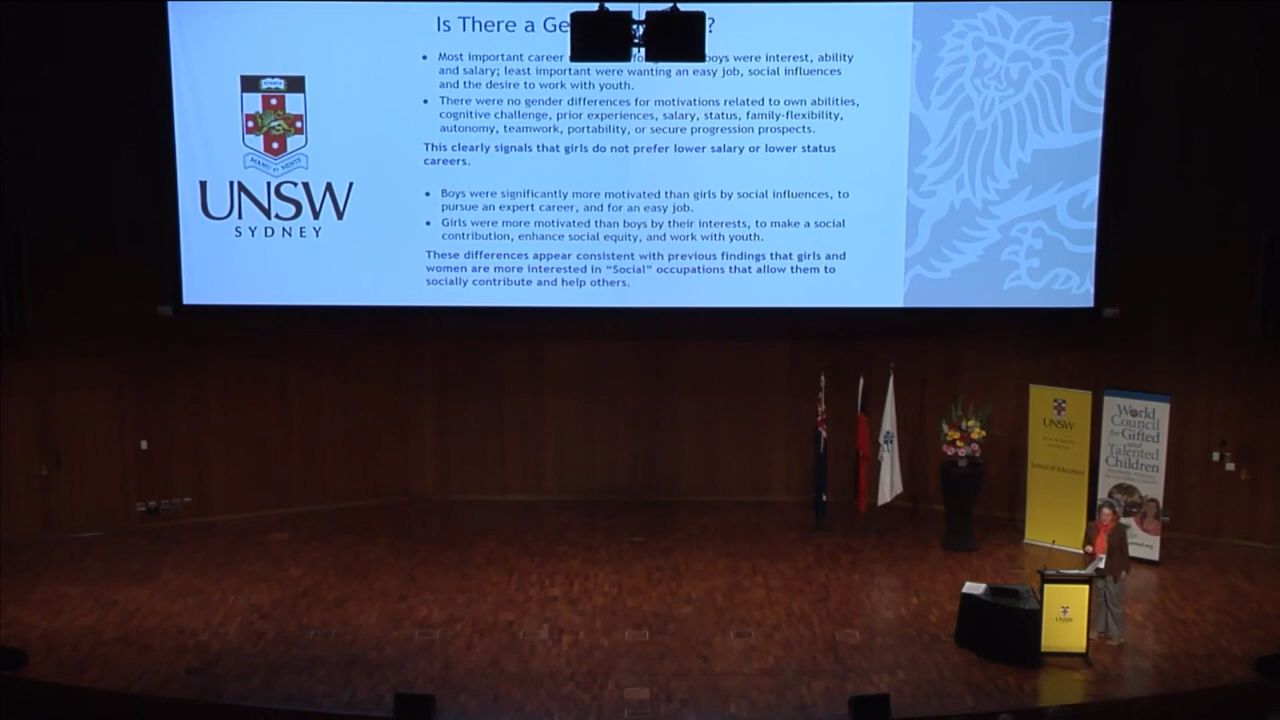 Is There a Ge ?
• Most important career boys were interest, ability
and salary; least important were wanting an easy job, social influences
and the desire to work with youth.
• There were no gender differences for motivations related to own abilities,
cognitive challenge, prior experiences, salary, status, family-flexibility,
autonomy, teamwork, portability, or secure progression prospects.
This clearly signals that girls do not prefer lower salary or lower status
careers.
• Boys were significantly more motivated than girls by social influences, to
pursue an expert career, and for an easy job.
• Girls were more motivated than boys by their interests, to make a social
contribution, enhance social equity, and work with youth.
These differences appear consistent with previous findings that girls and
women are more interested in “Social” occupations that allow them to
socially contribute and help others.
UNSW
SYDNEY
UNSW
School of Education
World
Council
for Gifted
and
Talented
Children
UNSW